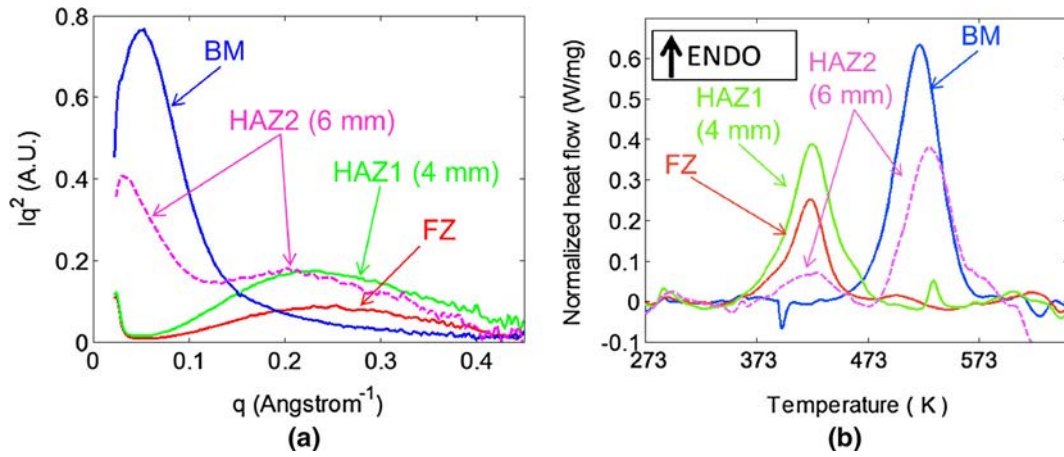 0.8
0.6
0.4
0.2
0
BM
HAZ2 (6 mm)
HAZ1 (4 mm)
FZ
Iq² (A.U.)
0
0.1
0.2
0.3
0.4
q (Angstrom⁻¹)
(a)
↑ENDO
HAZ2
(6 mm)
BM
HAZ1
(4 mm)
FZ
Normalized heat flow (W/mg)
0.6
0.5
0.4
0.3
0.2
0.1
0
-0.1
273
373
473
573
Temperature ( K )
(b)